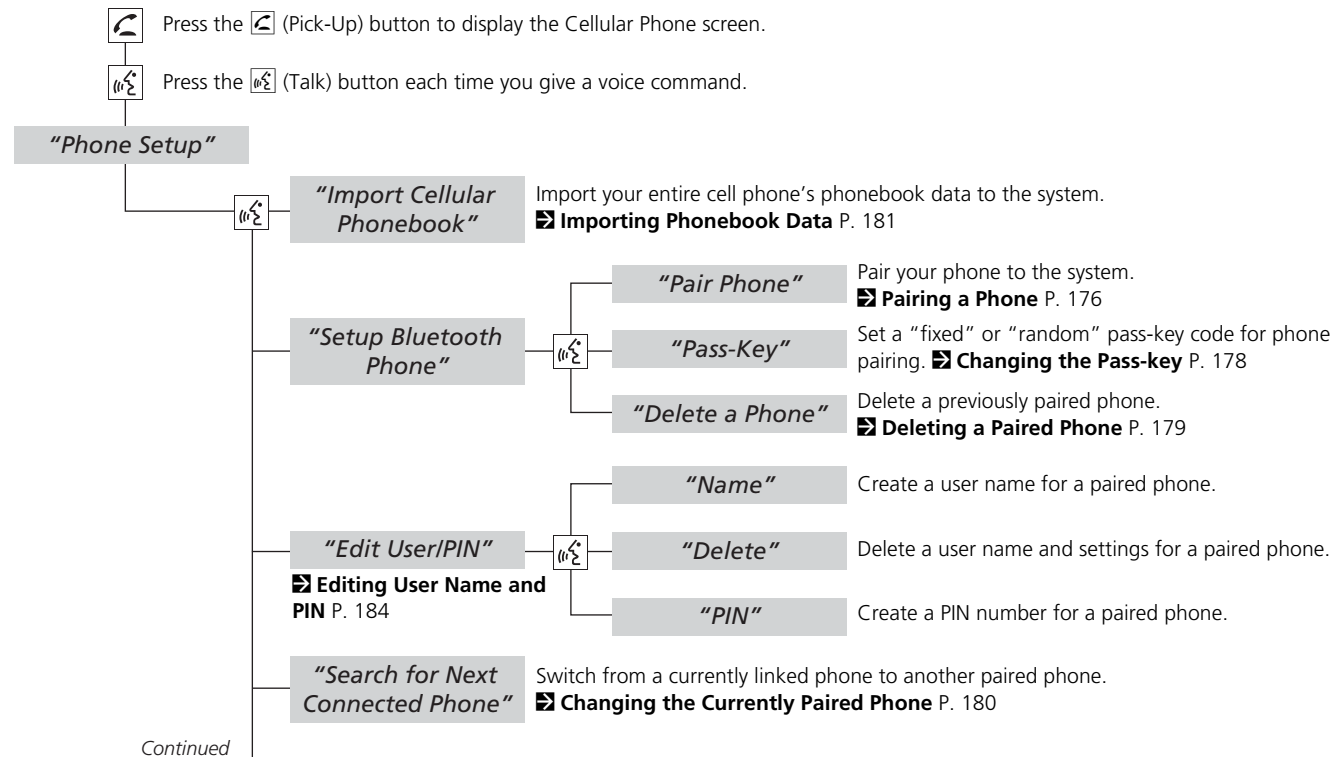 Press the (Pick-Up) button to display the Cellular Phone screen.
Press the (Talk) button each time you give a voice command.
"Phone Setup"
"Import Cellular
Phonebook"
Import your entire cell phone's phonebook data to the system.
Importing Phonebook Data P. 181
"Setup Bluetooth
Phone"
"Pair Phone"
Pair your phone to the system.
Pairing a Phone P. 176
"Pass-Key"
Set a "fixed" or "random" pass-key code for phone
pairing. Changing the Pass-key P. 178
"Delete a Phone"
Delete a previously paired phone.
Deleting a Paired Phone P. 179
"Edit User/PIN"
Editing User Name and
PIN P. 184
"Name"
Create a user name for a paired phone.
"Delete"
Delete a user name and settings for a paired phone.
"PIN"
Create a PIN number for a paired phone.
"Search for Next
Connected Phone"
Switch from a currently linked phone to another paired phone.
Changing the Currently Paired Phone P. 180
Continued